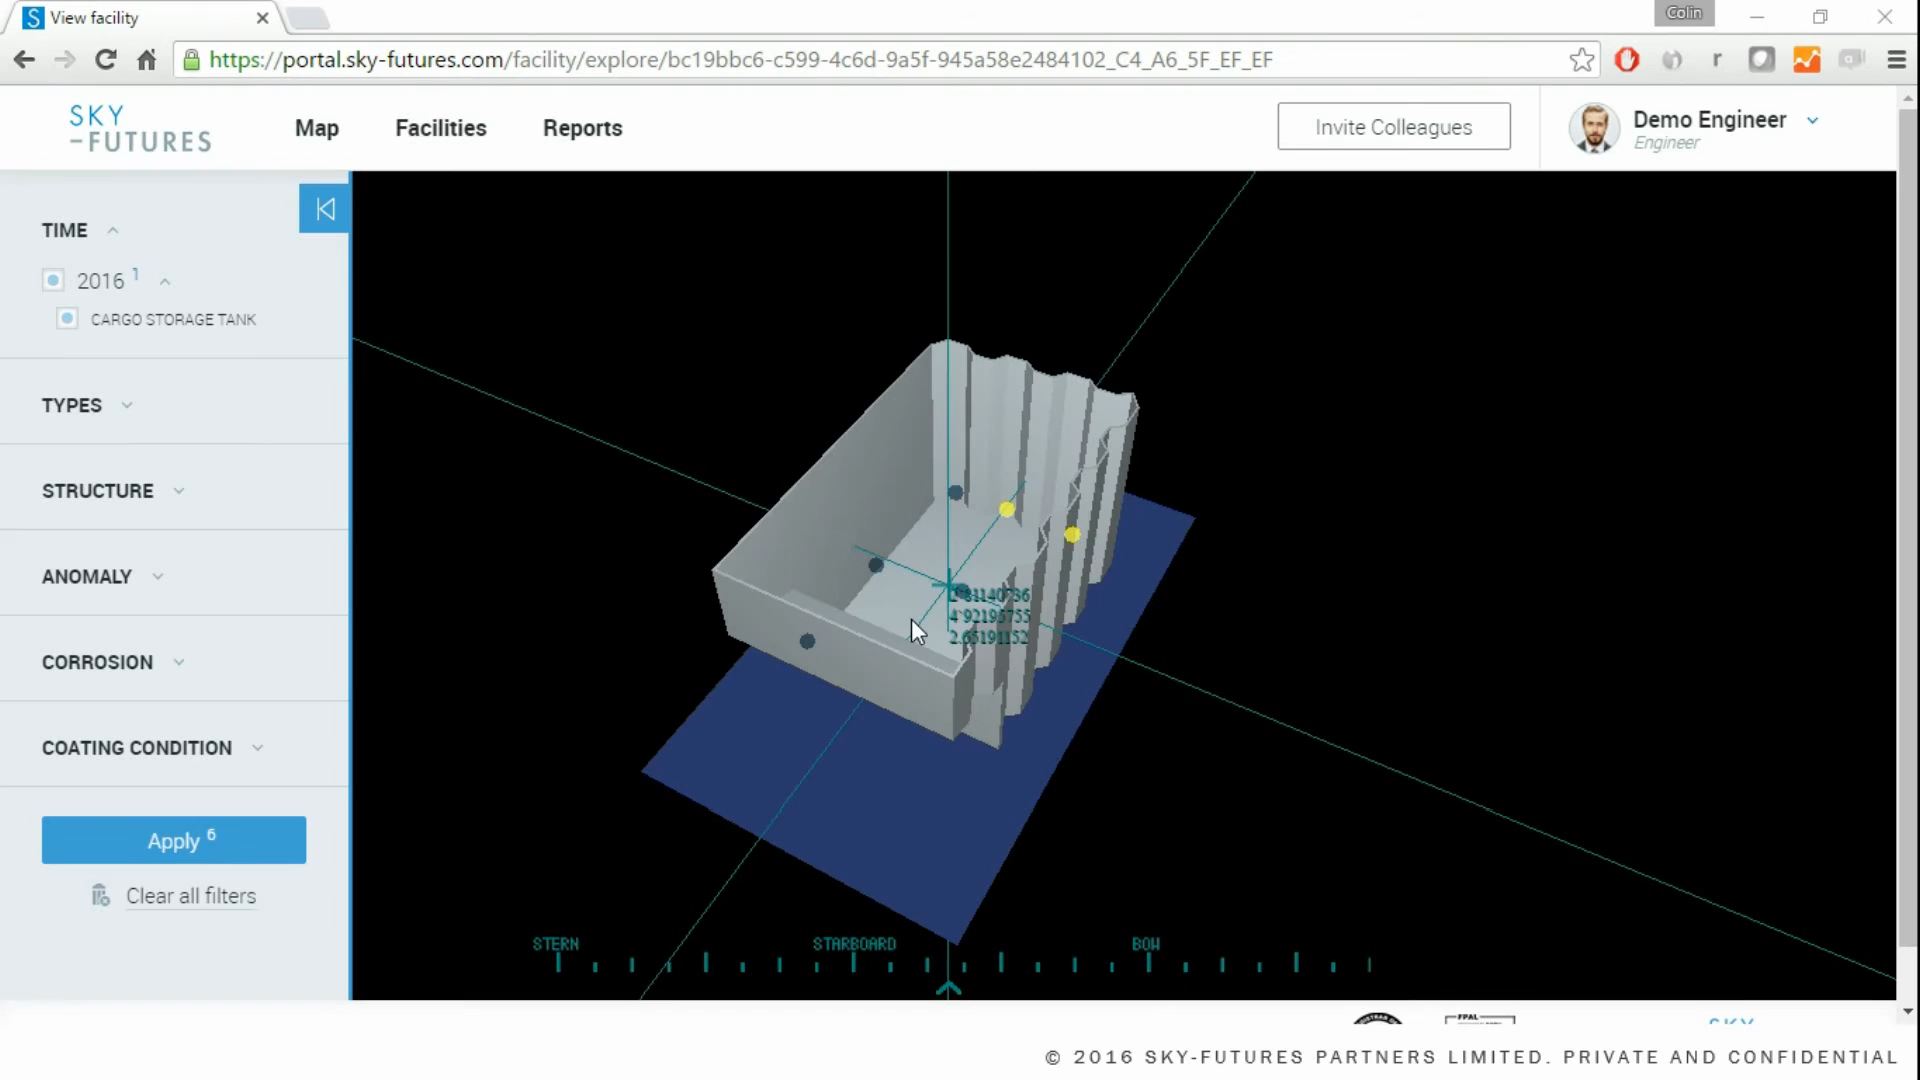 View facility
Colin
https://portal.sky-futures.com/facility/explore/bc19bbc6-c599-4c6d-9a5f-945a58e2484102_C4_A6_5F_EF_EF
SKY
-FUTURES
Map
Facilities
Reports
Invite Colleagues
Demo Engineer
Engineer
TIME
2016 1
CARGO STORAGE TANK
TYPES
STRUCTURE
ANOMALY
CORROSION
COATING CONDITION
Apply 6
Clear all filters
STERN
STARBOARD
BOW
FPAL
SKY
© 2016 SKY-FUTURES PARTNERS LIMITED. PRIVATE AND CONFIDENTIAL